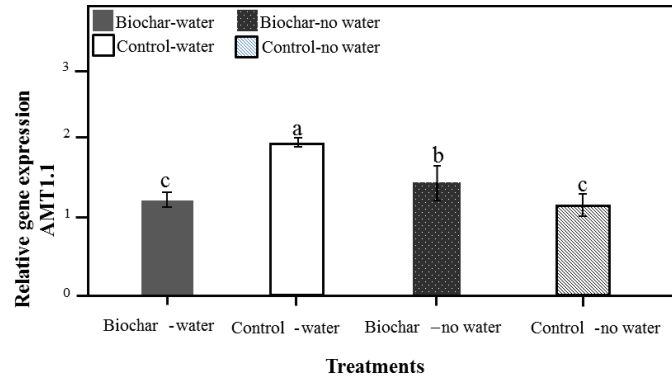 Biochar-water Biochar-no water
Control-water Control-no water
Relative gene expression
AMT1.1
3
2
1
0
c
a
b
c
Biochar -water Control -water Biochar –no water Control -no water
Treatments